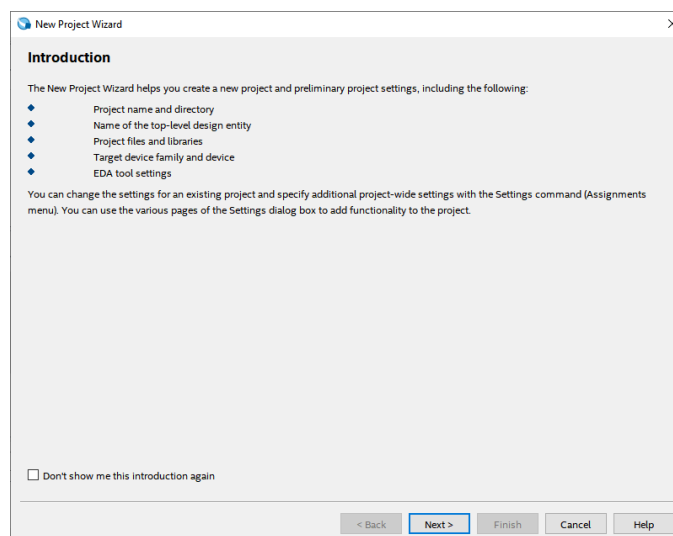 New Project Wizard
Introduction
The New Project Wizard helps you create a new project and preliminary project settings, including the following:
Project name and directory
Name of the top-level design entity
Project files and libraries
Target device family and device
EDA tool settings
You can change the settings for an existing project and specify additional project-wide settings with the Settings command (Assignments
menu). You can use the various pages of the Settings dialog box to add functionality to the project.
Don't show me this introduction again
< Back Next > Finish Cancel Help